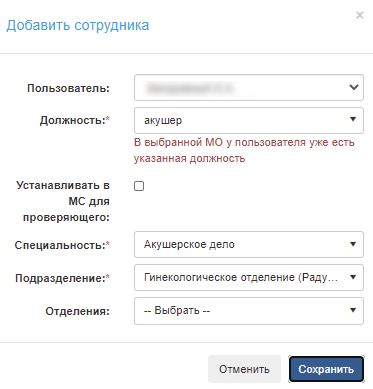 Добавить сотрудника
×
Пользователь:
Должность:*
акушер
В выбранной МО у пользователя уже есть
указанная должность
Устанавливать в
МС для
проверяющего:
Специальность:*
Акушерское дело
Подразделение:*
Гинекологическое отделение (Раду...
Отделения:
-- Выбрать --
Отменить
Сохранить